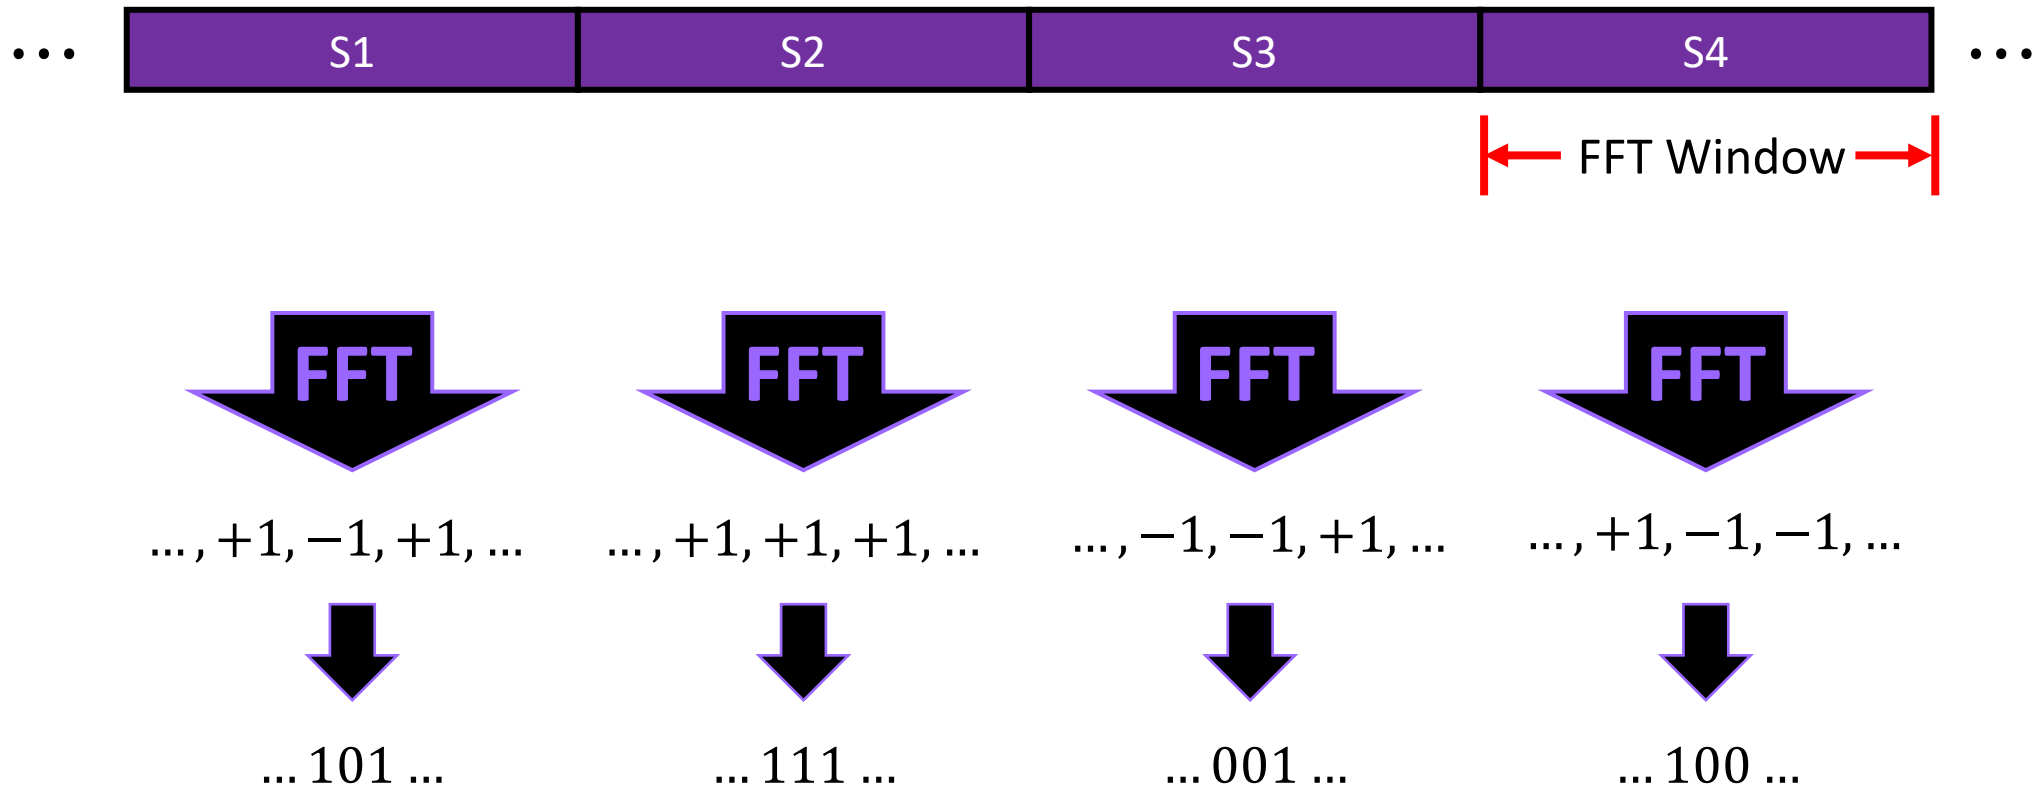 ... S1 S2 S3 S4 ...
FFT Window
FFT FFT FFT FFT
…, +1, −1, +1, … …, +1, +1, +1, … …, −1, −1, +1, … …, +1, −1, −1, …
… 101 … … 111 … … 001 … … 100 …